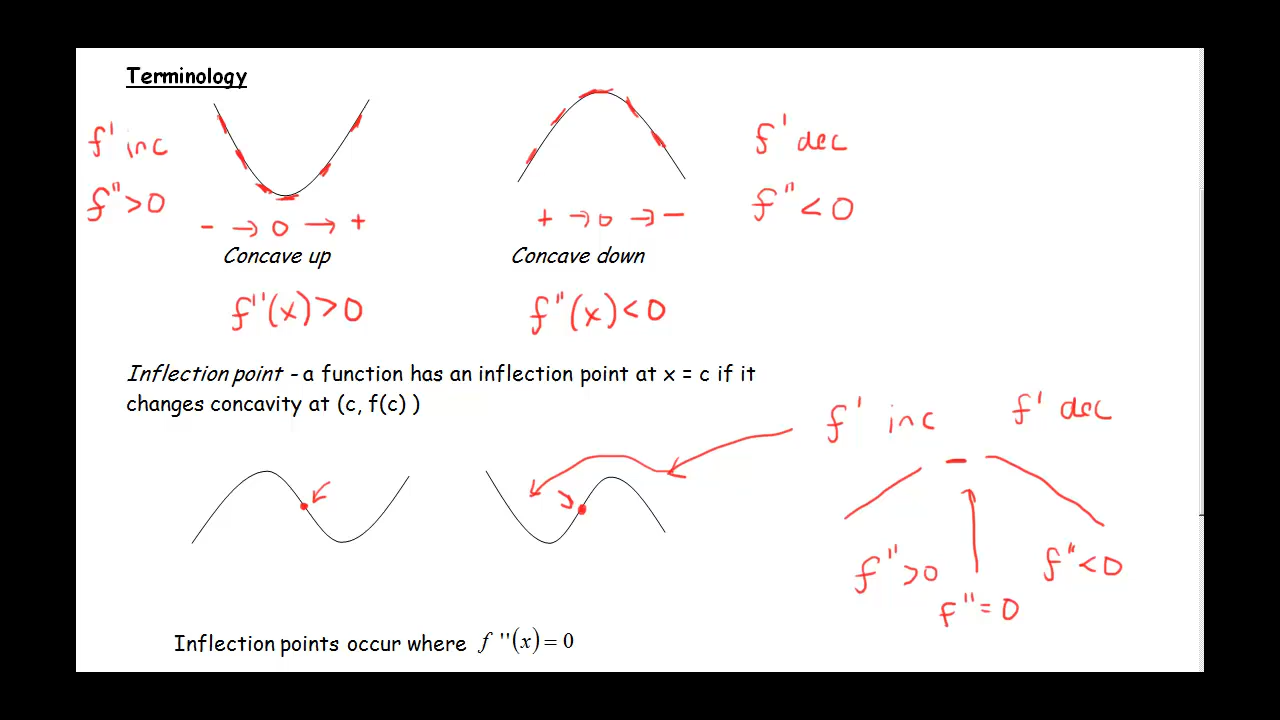 Terminology
f' inc
f">0
- → 0 → +
Concave up
f''(x)>0
+ → 0 → -
Concave down
f"(x)<0
f' dec
f"<0
Inflection point - a function has an inflection point at x = c if it
changes concavity at (c, f(c) )
f' inc
f' dec
f">0
f"=0
f"<0
Inflection points occur where f "(x) = 0